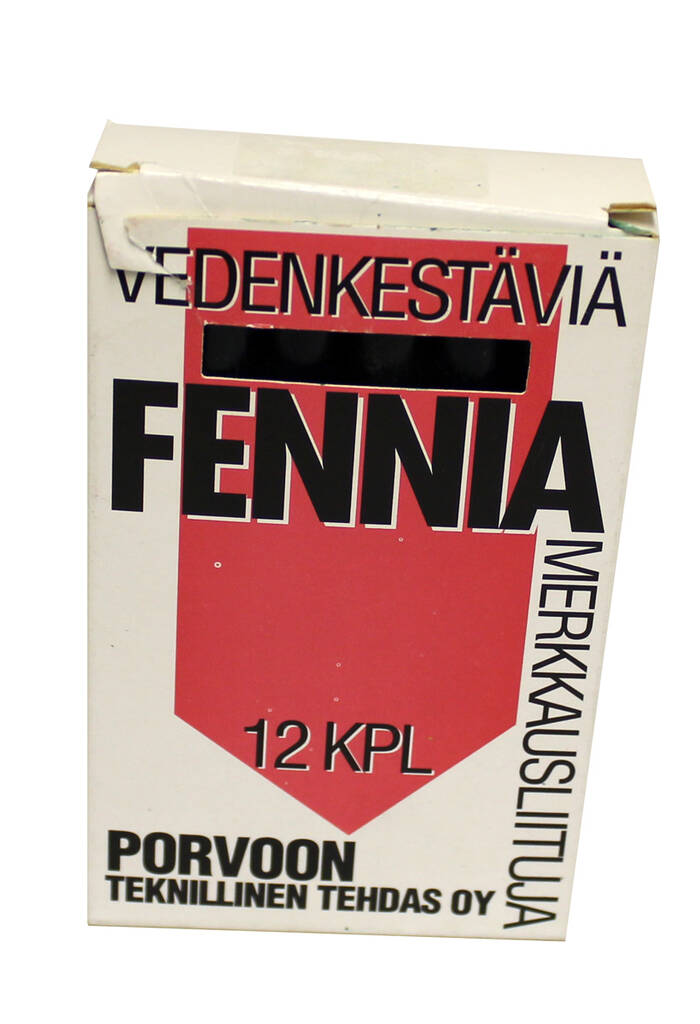 VEDENKESTÄVIÄ
FENNIA
MERKKAUSLIITUJA
12 KPL
PORVOON
TEKNILLINEN TEHDAS OY